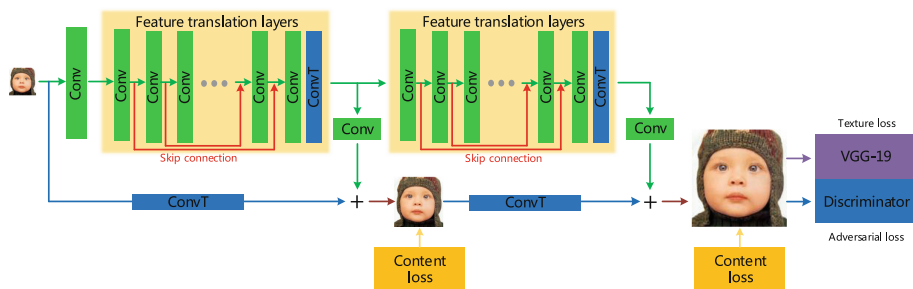 Feature translation layers
Feature translation layers
Conv
Conv
Conv
Conv
Conv
Conv
ConvT
Conv
Conv
Conv
Conv
Conv
ConvT
Conv
Conv
Skip connection
Skip connection
Texture loss
VGG-19
ConvT
+
ConvT
+
Discriminator
Adversarial loss
Content
loss
Content
loss